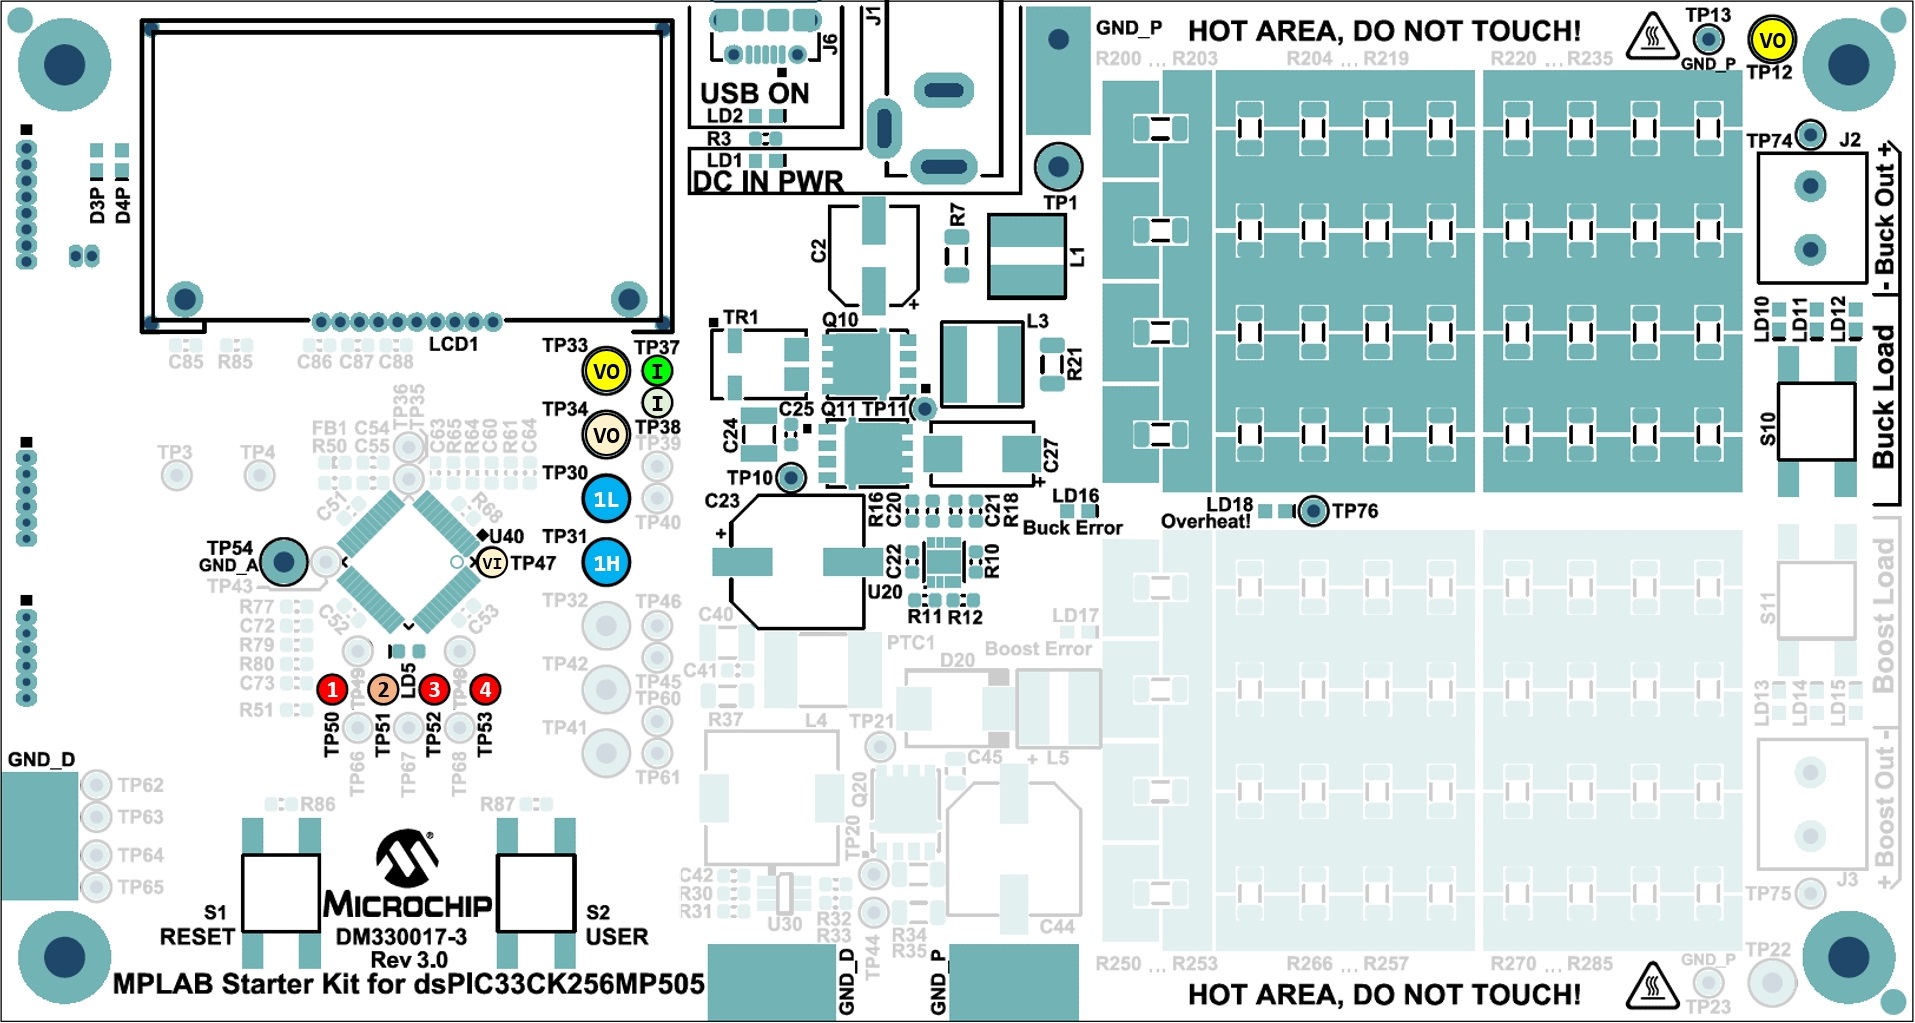 J6
J1
USB ON
LD2
R3
LD1
DC IN PWR
GND_P
HOT AREA, DO NOT TOUCH!
TP13
GND_P
VO
TP12
R200 ... R203
R204 ... R219
R220 ... R235
D3P
D4P
TP1
C2
+
R7
L1
TP74
J2
- Buck Out +
LCD1
C85
R85
C86
C87
C88
TR1
Q10
L3
R21
LD10
LD11
LD12
S10
Buck Load
TP33
VO
TP37
I
I
TP38
TP34
VO
TP39
TP40
TP30
1L
TP31
1H
C24
C25
Q11
TP11
C27
+
TP10
C23
+
R16
C20
C21
R18
LD16
Buck Error
LD18
Overheat!
TP76
C22
R10
U20
R11
R12
TP3
TP4
FB1
C54
R50
C55
TP36
TP35
C63
R65
R64
C60
R61
C64
C51
R68
U40
VI
TP47
TP54
GND_A
TP43
C52
C53
R77
C72
R79
R80
C73
R51
TP49
LD5
TP48
1
2
3
4
TP50
TP51
TP52
TP53
TP66
TP67
TP68
TP32
TP46
TP42
TP45
TP60
TP41
TP61
C40
PTC1
LD17
Boost Error
C41
R37
L4
D20
TP21
C45
+ L5
S11
Boost Load
LD13
LD14
LD15
+ Boost Out -
J3
TP75
GND_D
TP62
TP63
TP64
TP65
R86
R87
S1
RESET
MICROCHIP
S2
USER
DM330017-3
Rev 3.0
MPLAB Starter Kit for dsPIC33CK256MP505
Q20
TP20
C42
R30
R31
U30
R32
R33
TP44
R34
R35
C44
GND_D
GND_P
R250 ... R253
R266 ... R257
R270 ... R285
HOT AREA, DO NOT TOUCH!
GND_P
TP23
TP22